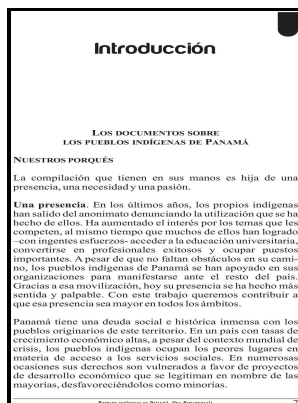 Introducción
LOS DOCUMENTOS SOBRE
LOS PUEBLOS INDÍGENAS DE PANAMÁ
NUESTROS PORQUÉS
La compilación que tienen en sus manos es hija de una
presencia, una necesidad y una pasión.
Una presencia. En los últimos años, los propios indígenas
han salido del anonimato denunciando la utilización que se ha
hecho de ellos. Ha aumentado el interés por los temas que les
competen, al mismo tiempo que muchos de ellos han logrado
–con ingentes esfuerzos– acceder a la educación universitaria,
convertirse en profesionales exitosos y ocupar puestos
importantes. A pesar de que no faltan obstáculos en su cami-
no, los pueblos indígenas de Panamá se han apoyado en sus
organizaciones para manifestarse ante el resto del país.
Gracias a esa movilización, hoy su presencia se ha hecho más
sentida y palpable. Con este trabajo queremos contribuir a
que esa presencia sea mayor en todos los ámbitos.
Panamá tiene una deuda social e histórica inmensa con los
pueblos originarios de este territorio. En un país con tasas de
crecimiento económico altas, a pesar del contexto mundial de
crisis, los pueblos indígenas ocupan los peores lugares en
materia de acceso a los servicios sociales. En numerosas
ocasiones sus derechos son vulnerados a favor de proyectos
de desarrollo económico que se legitiman en nombre de las
mayorías, desfavoreciéndolos como minorías.
7